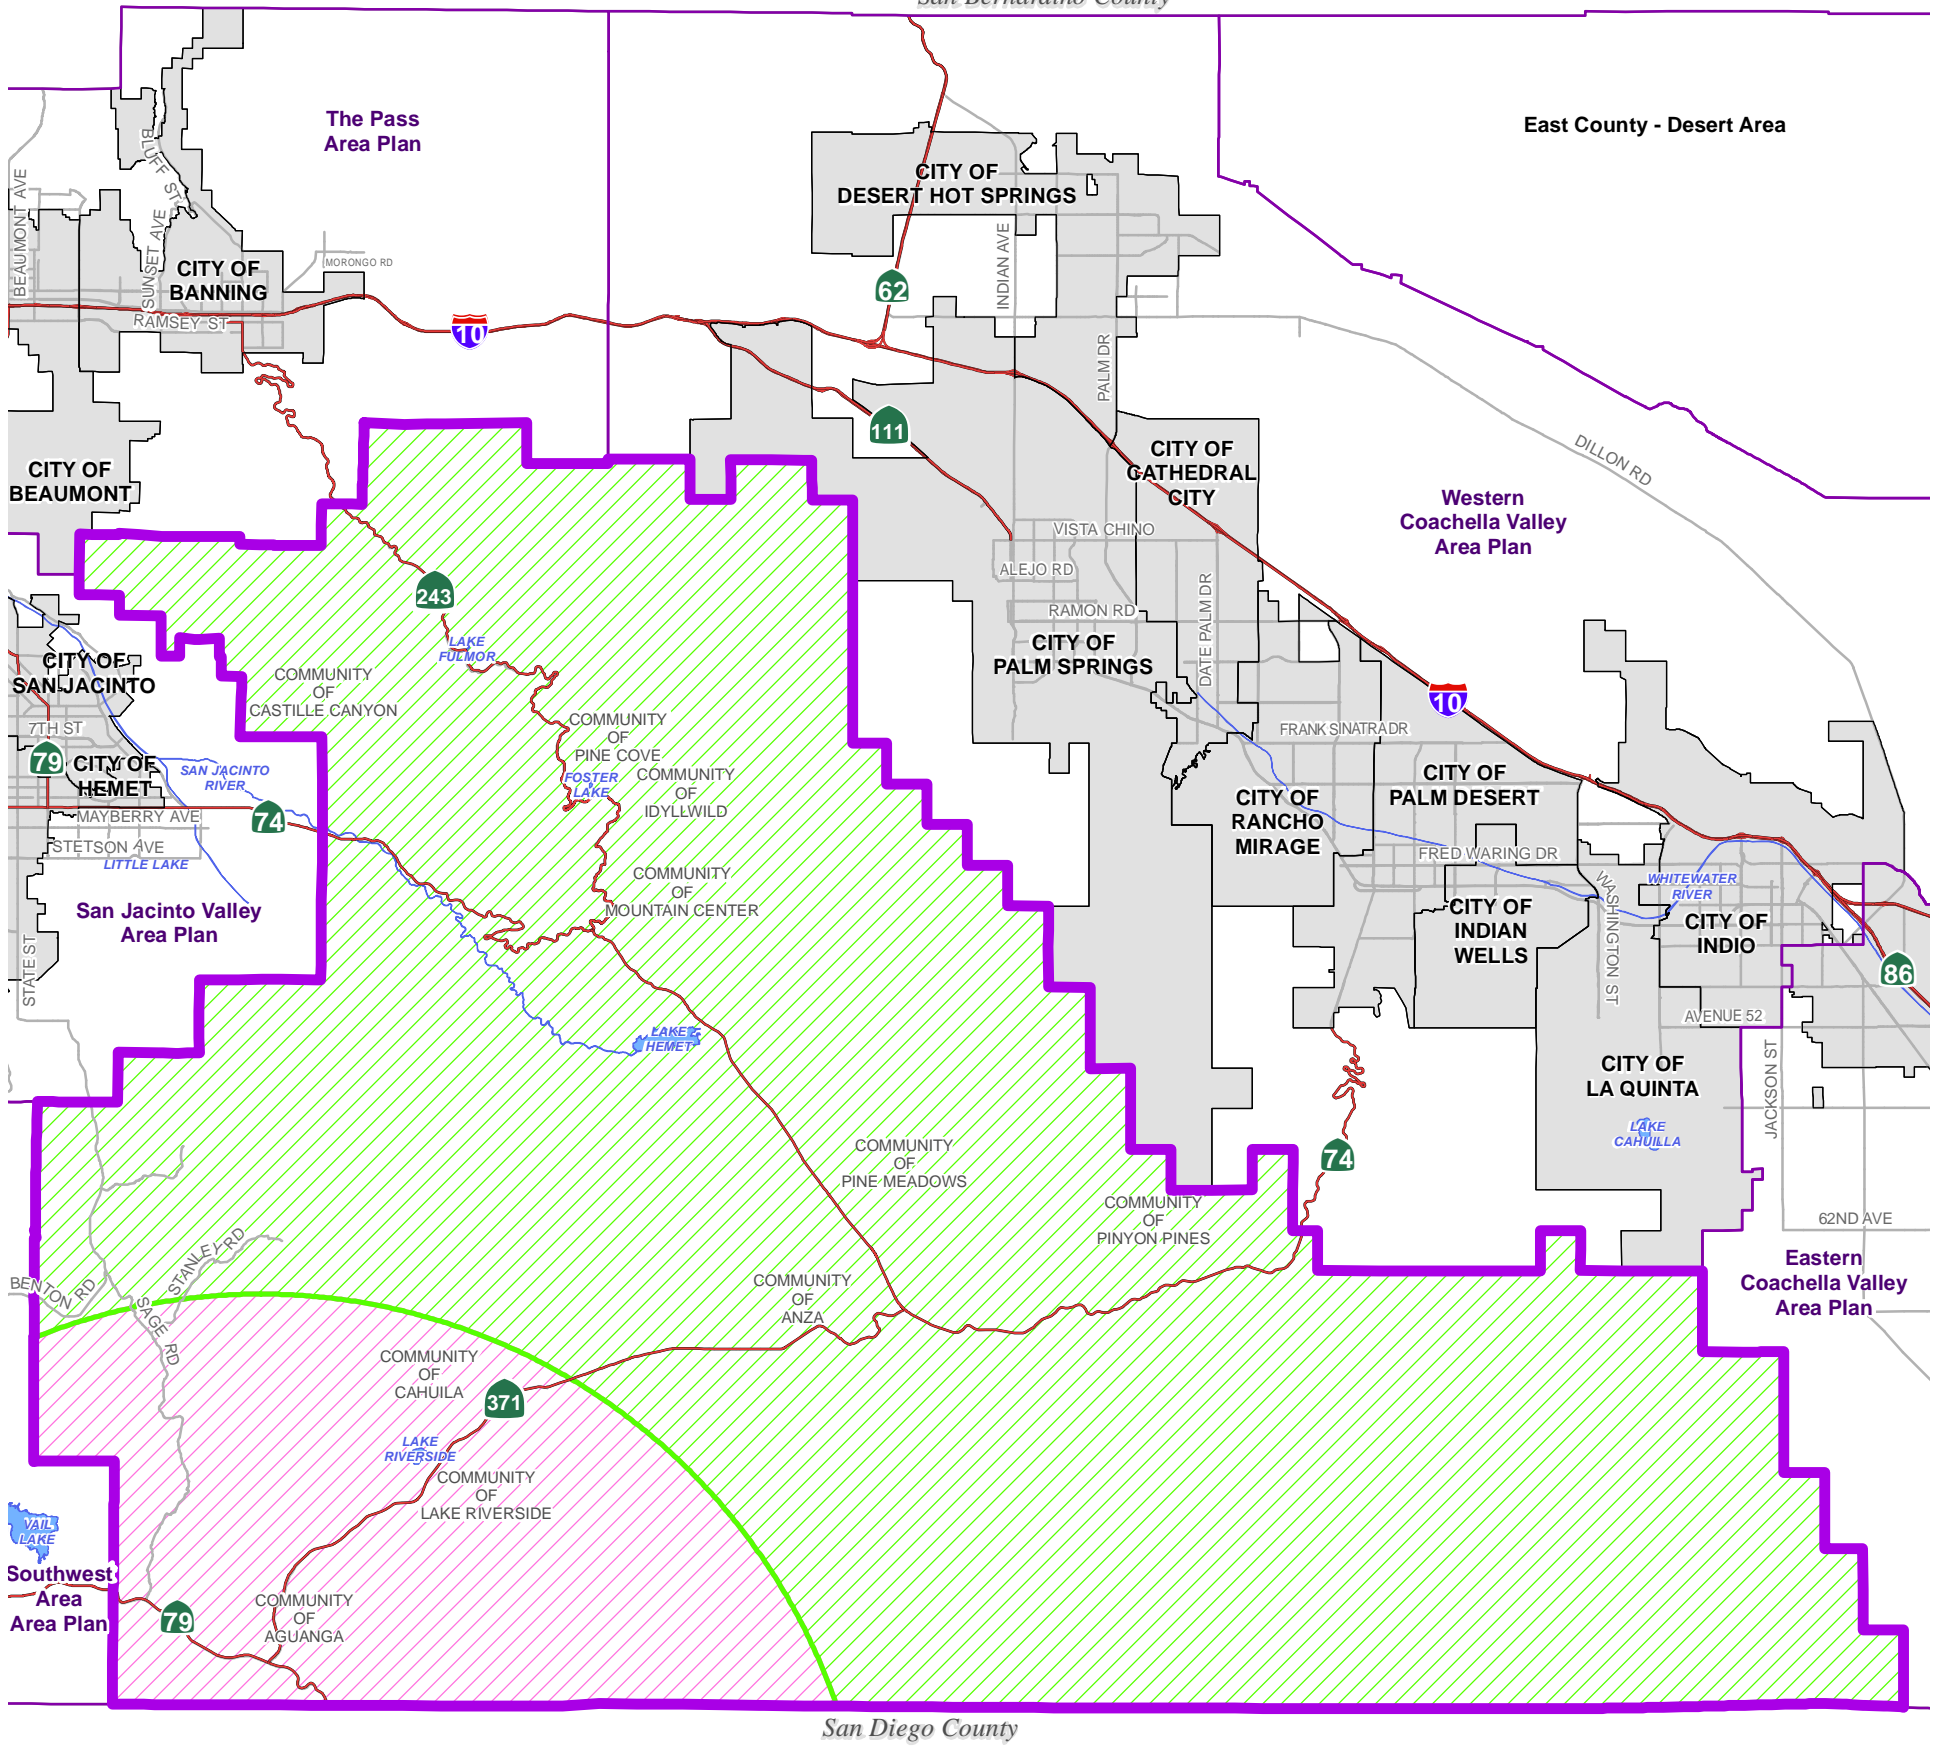 San Bernardino County
The Pass
Area Plan
East County - Desert Area
BLUFF ST
BEAUMONT AVE
SUNSET AVE
CITY OF
DESERT HOT SPRINGS
INDIAN AVE
CITY OF
BANNING
MORONGO RD
RAMSEY ST
10
62
PALM DR
111
CITY OF
BEAUMONT
CITY OF
CATHEDRAL
CITY
DILLON RD
Western
Coachella Valley
Area Plan
VISTA CHINO
ALEJO RD
RAMON RD
DATE PALM DR
CITY OF
PALM SPRINGS
243
LAKE
FULMOR
CITY OF
SAN JACINTO
COMMUNITY
OF
CASTILLE CANYON
COMMUNITY
OF
PINE COVE
10
FRANK SINATRA DR
7TH ST
79
CITY OF
HEMET
SAN JACINTO
RIVER
FOSTER
LAKE
COMMUNITY
OF
IDYLLWILD
CITY OF
RANCHO
MIRAGE
CITY OF
PALM DESERT
74
MAYBERRY AVE
STETSON AVE
LITTLE LAKE
FRED WARING DR
COMMUNITY
OF
MOUNTAIN CENTER
WHITEWATER
RIVER
WASHINGTON ST
San Jacinto Valley
Area Plan
CITY OF
INDIAN
WELLS
CITY OF
INDIO
STATE ST
86
AVENUE 52
LAKE
HEMET
CITY OF
LA QUINTA
JACKSON ST
LAKE
CAHUILLA
COMMUNITY
OF
PINE MEADOWS
74
COMMUNITY
OF
PINYON PINES
62ND AVE
STANLEY RD
BENTON RD
SAGE RD
Eastern
Coachella Valley
Area Plan
COMMUNITY
OF
ANZA
COMMUNITY
OF
CAHUILA
371
LAKE
RIVERSIDE
COMMUNITY
OF
LAKE RIVERSIDE
VAIL
LAKE
Southwest
Area
Area Plan
79
COMMUNITY
OF
AGUANGA
San Diego County